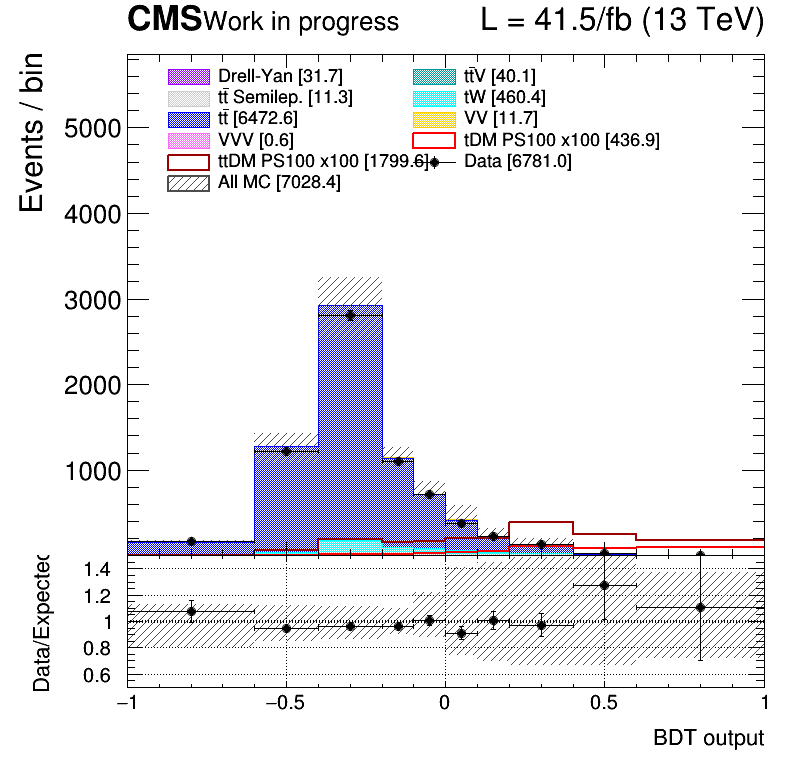 CMS Work in progress L = 41.5/fb (13 TeV)
Events / bin
Drell-Yan [31.7] tt̄V [40.1]
tt̄ Semilep. [11.3] tW [460.4]
tt̄ [6472.6] VV [11.7]
VVV [0.6] tDM PS100 x100 [436.9]
ttDM PS100 x100 [1799.6] Data [6781.0]
All MC [7028.4]
5000
4000
3000
2000
1000
Data/Expected
1.4
1.2
1
0.8
0.6
−1 −0.5 0 0.5 1
BDT output